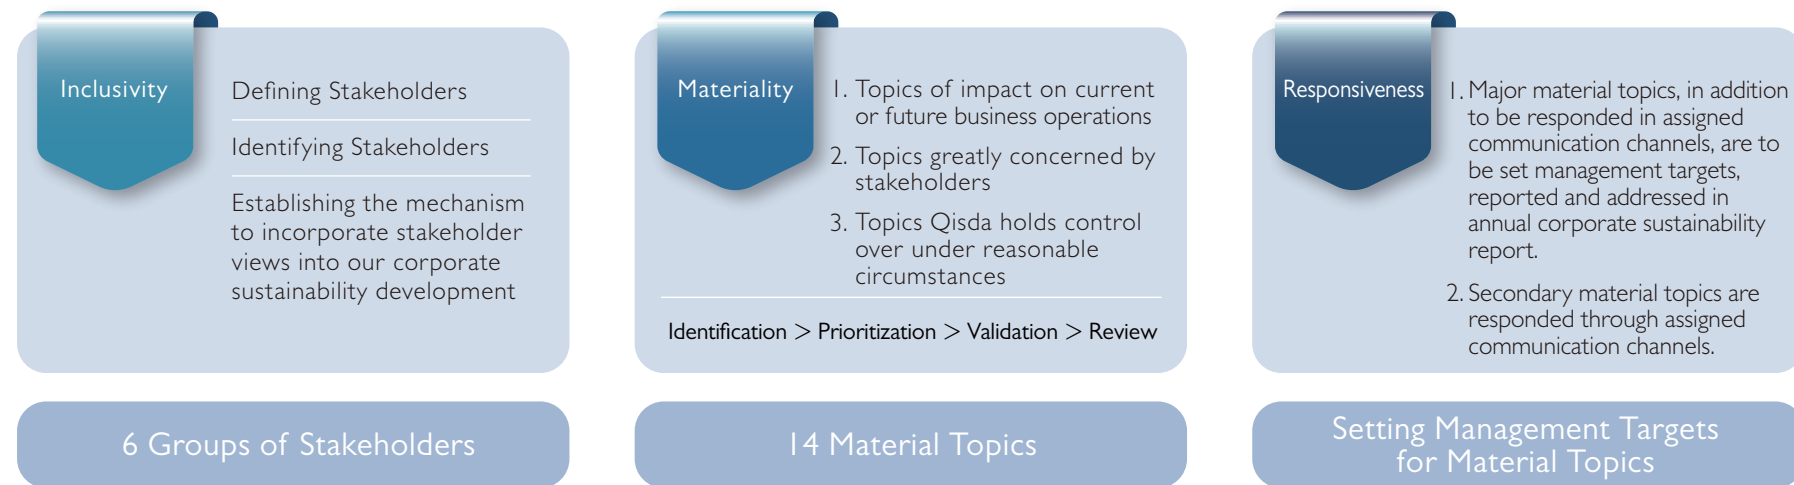 Inclusivity
Defining Stakeholders
Identifying Stakeholders
Establishing the mechanism
to incorporate stakeholder
views into our corporate
sustainability development
6 Groups of Stakeholders
Materiality
1. Topics of impact on current
or future business operations
2. Topics greatly concerned by
stakeholders
3. Topics Qisda holds control
over under reasonable
circumstances
Identification > Prioritization > Validation > Review
14 Material Topics
Responsiveness
1. Major material topics, in addition
to be responded in assigned
communication channels, are to
be set management targets,
reported and addressed in
annual corporate sustainability
report.
2. Secondary material topics are
responded through assigned
communication channels.
Setting Management Targets
for Material Topics